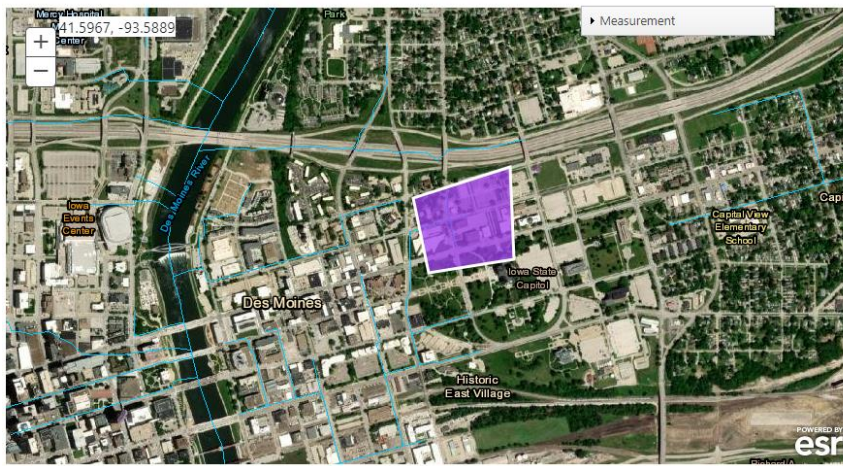 Mercy Hospital
Center
Park
41.5967, -93.5889
+
−
Measurement
Des Moines River
Iowa
Events
Center
Capital View
Elementary
School
Capi
Iowa State
Capitol
Des Moines
Historic
East Village
POWERED BY
esri
Richard A